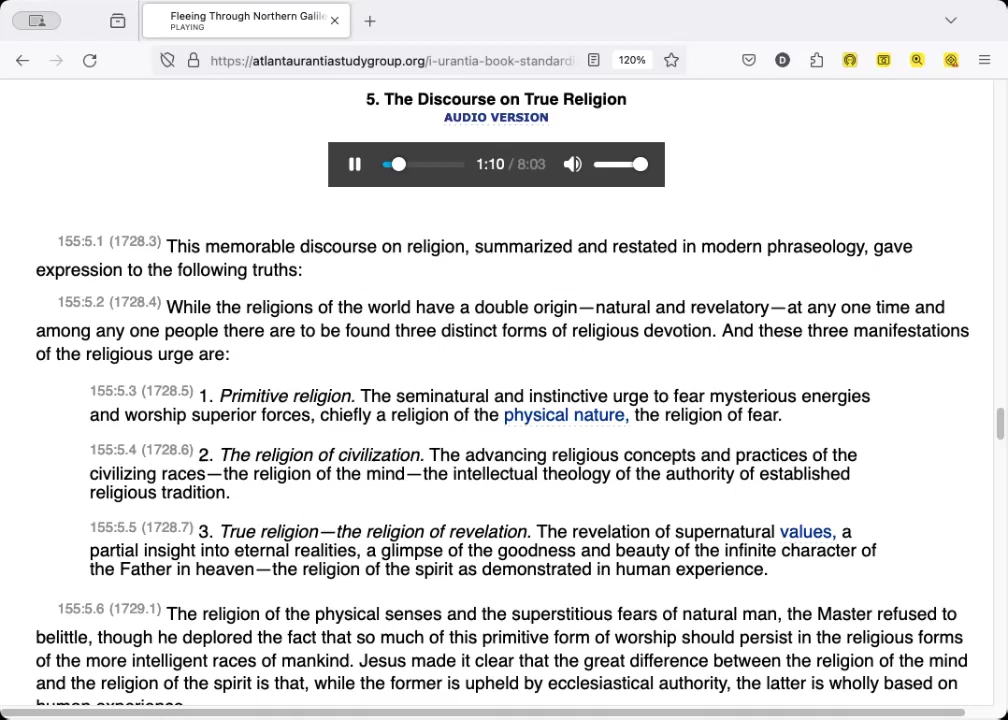 Fleeing Through Northern Galile
PLAYING
https://atlantaurantiastudygroup.org/i-urantia-book-standardi
120%
5. The Discourse on True Religion
AUDIO VERSION
1:10 / 8:03
155:5.1 (1728.3) This memorable discourse on religion, summarized and restated in modern phraseology, gave
expression to the following truths:
155:5.2 (1728.4) While the religions of the world have a double origin—natural and revelatory—at any one time and
among any one people there are to be found three distinct forms of religious devotion. And these three manifestations
of the religious urge are:
155:5.3 (1728.5) 1. Primitive religion. The seminatural and instinctive urge to fear mysterious energies
and worship superior forces, chiefly a religion of the physical nature, the religion of fear.
155:5.4 (1728.6) 2. The religion of civilization. The advancing religious concepts and practices of the
civilizing races—the religion of the mind—the intellectual theology of the authority of established
religious tradition.
155:5.5 (1728.7) 3. True religion—the religion of revelation. The revelation of supernatural values, a
partial insight into eternal realities, a glimpse of the goodness and beauty of the infinite character of
the Father in heaven—the religion of the spirit as demonstrated in human experience.
155:5.6 (1729.1) The religion of the physical senses and the superstitious fears of natural man, the Master refused to
belittle, though he deplored the fact that so much of this primitive form of worship should persist in the religious forms
of the more intelligent races of mankind. Jesus made it clear that the great difference between the religion of the mind
and the religion of the spirit is that, while the former is upheld by ecclesiastical authority, the latter is wholly based on
human experience.